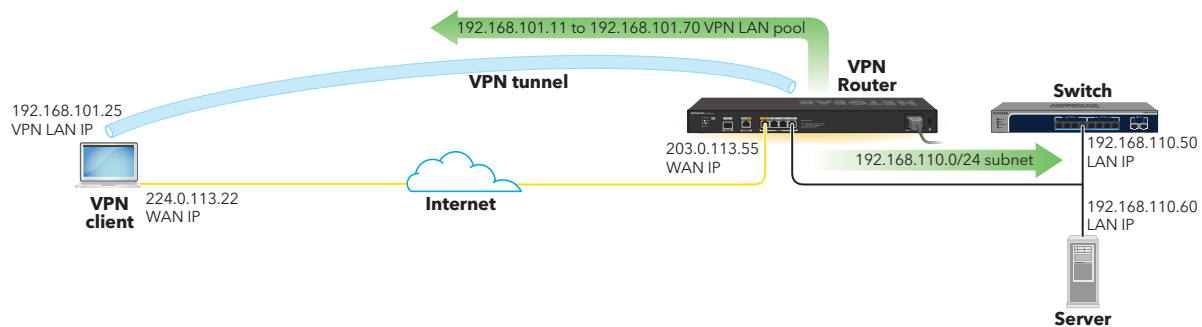 192.168.101.11 to 192.168.101.70 VPN LAN pool
VPN tunnel
VPN
Router
Switch
192.168.101.25
VPN LAN IP
NETGEAR
203.0.113.55
WAN IP
192.168.110.0/24 subnet
192.168.110.50
LAN IP
224.0.113.22
WAN IP
VPN
client
Internet
192.168.110.60
LAN IP
Server